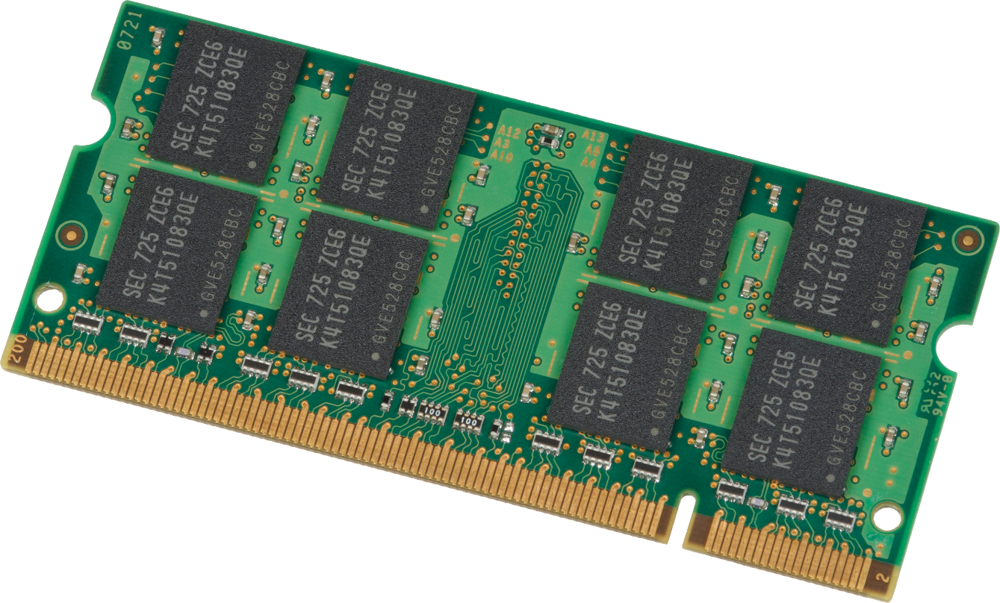 0721
SEC 725 ZCE6
K4T51083QE
GVE528CBC
SEC 725 ZCE6
K4T51083QE
GVE528CBC
A12
A3
A10
A13
A8
A4
SEC 725 ZCE6
K4T51083QE
GVE528CBC
SEC 725 ZCE6
K4T51083QE
GVE528CBC
SEC 725 ZCE6
K4T51083QE
GVE528CBC
SEC 725 ZCE6
K4T51083QE
GVE528CBC
SEC 725 ZCE6
K4T51083QE
GVE528CBC
SEC 725 ZCE6
K4T51083QE
GVE528CBC
94V-0
200
100
100
2